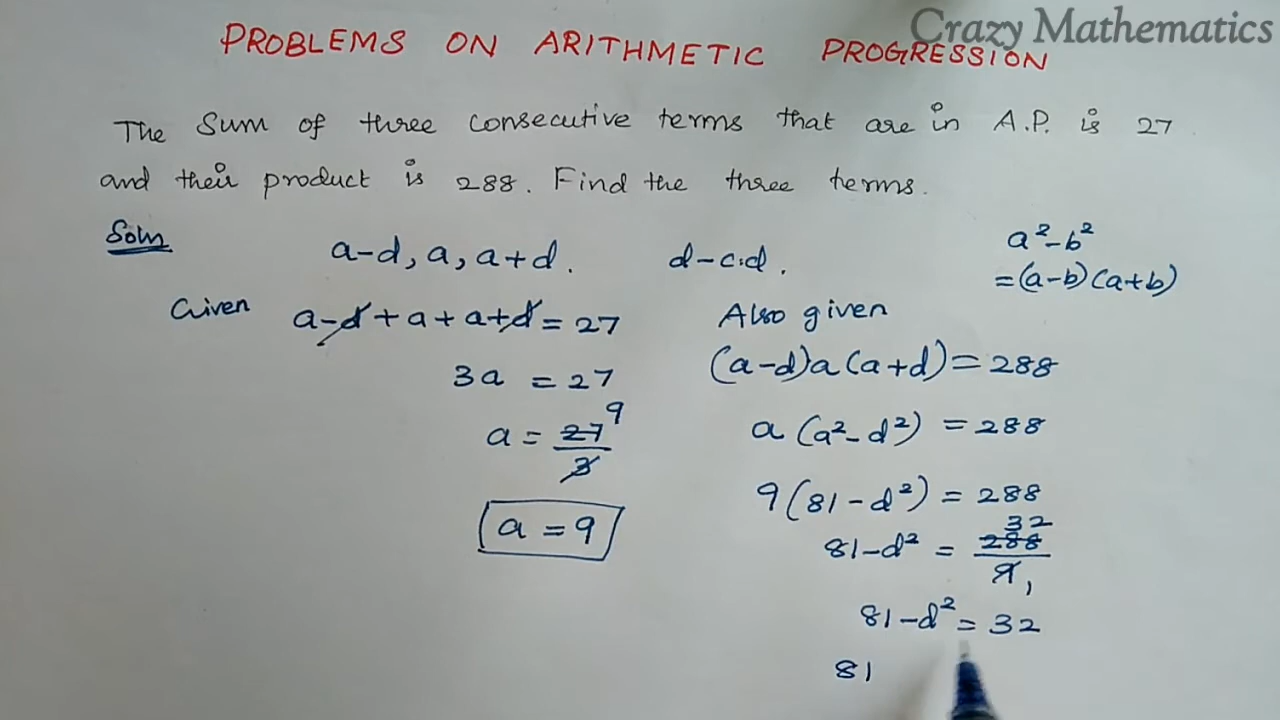 Crazy Mathematics
PROBLEMS ON ARITHMETIC PROGRESSION
The Sum of three consecutive terms that are in A.P. is 27
and their product is 288. Find the three terms.
Soln
a-d, a, a+d.
d-c.d.
a²-b²
=(a-b)(a+b)
Given a-d+a+a+d=27
3a = 27
a = 27/3 9
a = 9
Also given
(a-d)a(a+d)=288
a(a²-d²) = 288
9(81-d²) = 288
81-d² = 288/9 32 1
81-d² = 32
81